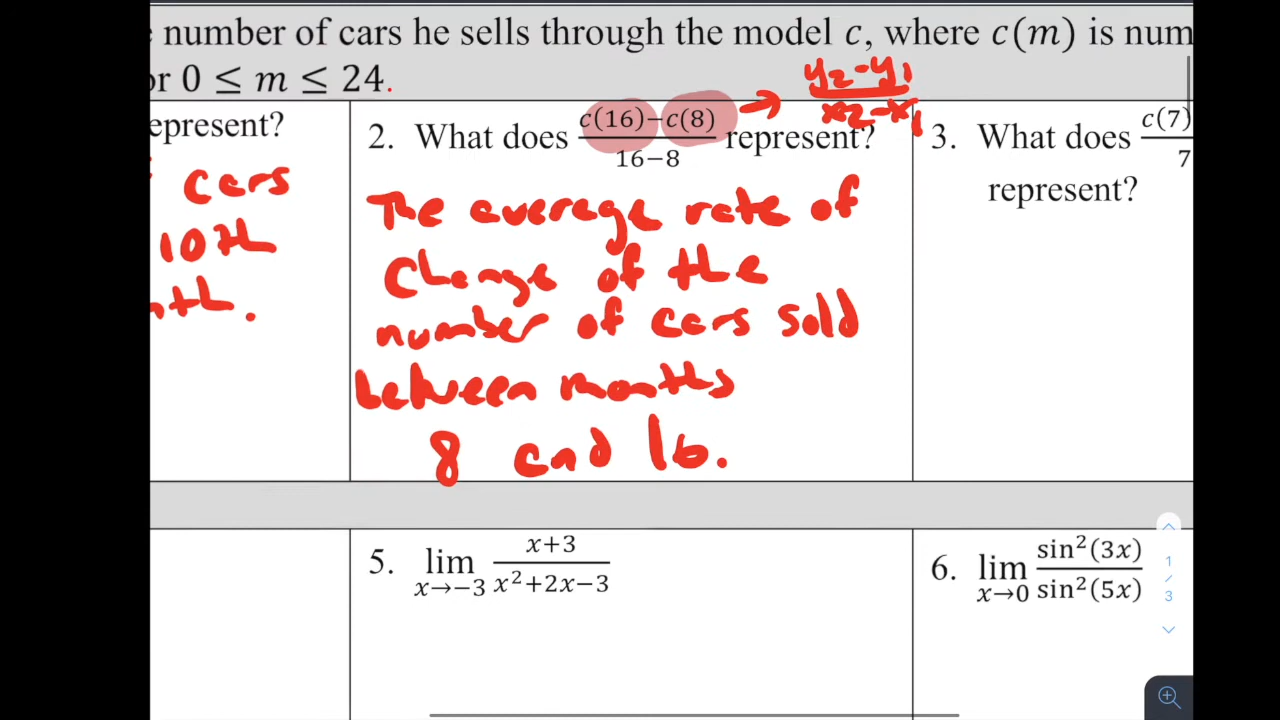 number of cars he sells through the model c, where c(m) is num
or 0 ≤ m ≤ 24.
epresent?
cars
10th
nth.
2. What does c(16)−c(8)/16−8 represent?
→ y2-y1/x2-x1
The average rate of
change of the
number of cars sold
between months
8 and 16.
3. What does c(7)/7
represent?
5. lim x→−3 x+3/x²+2x−3
6. lim x→0 sin²(3x)/sin²(5x)
1
/
3